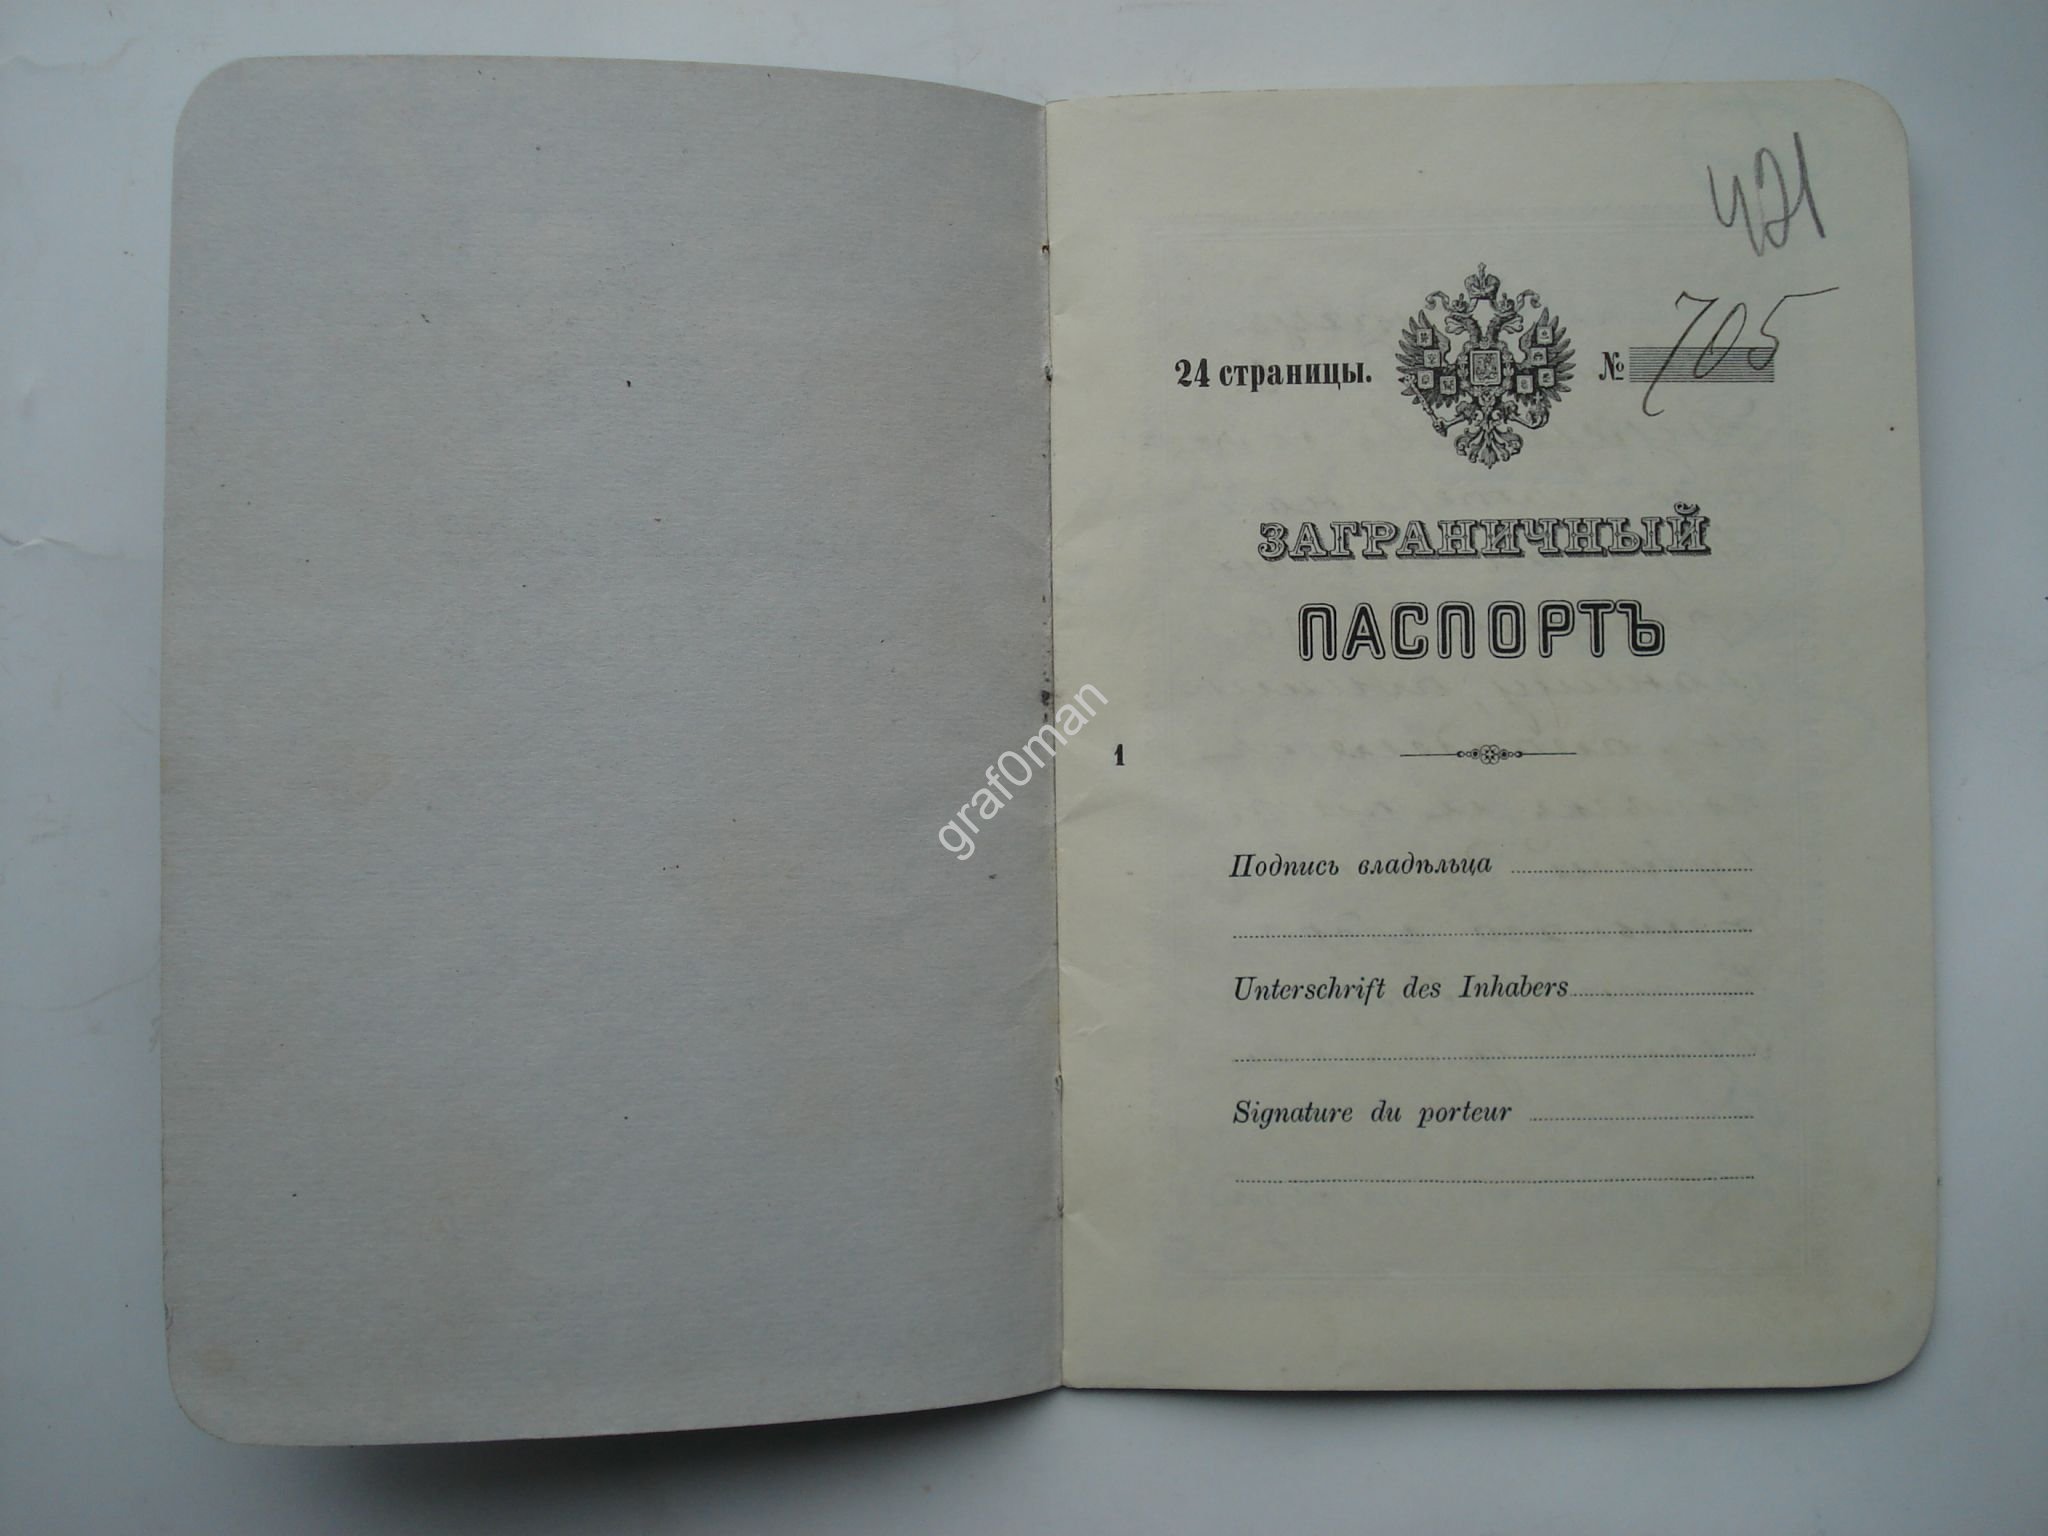 421
24 страницы. № 705
ЗАГРАНИЧНЫЙ
ПАСПОРТЪ
graf0man
1
Подпись владѣльца
Unterschrift des Inhabers
Signature du porteur